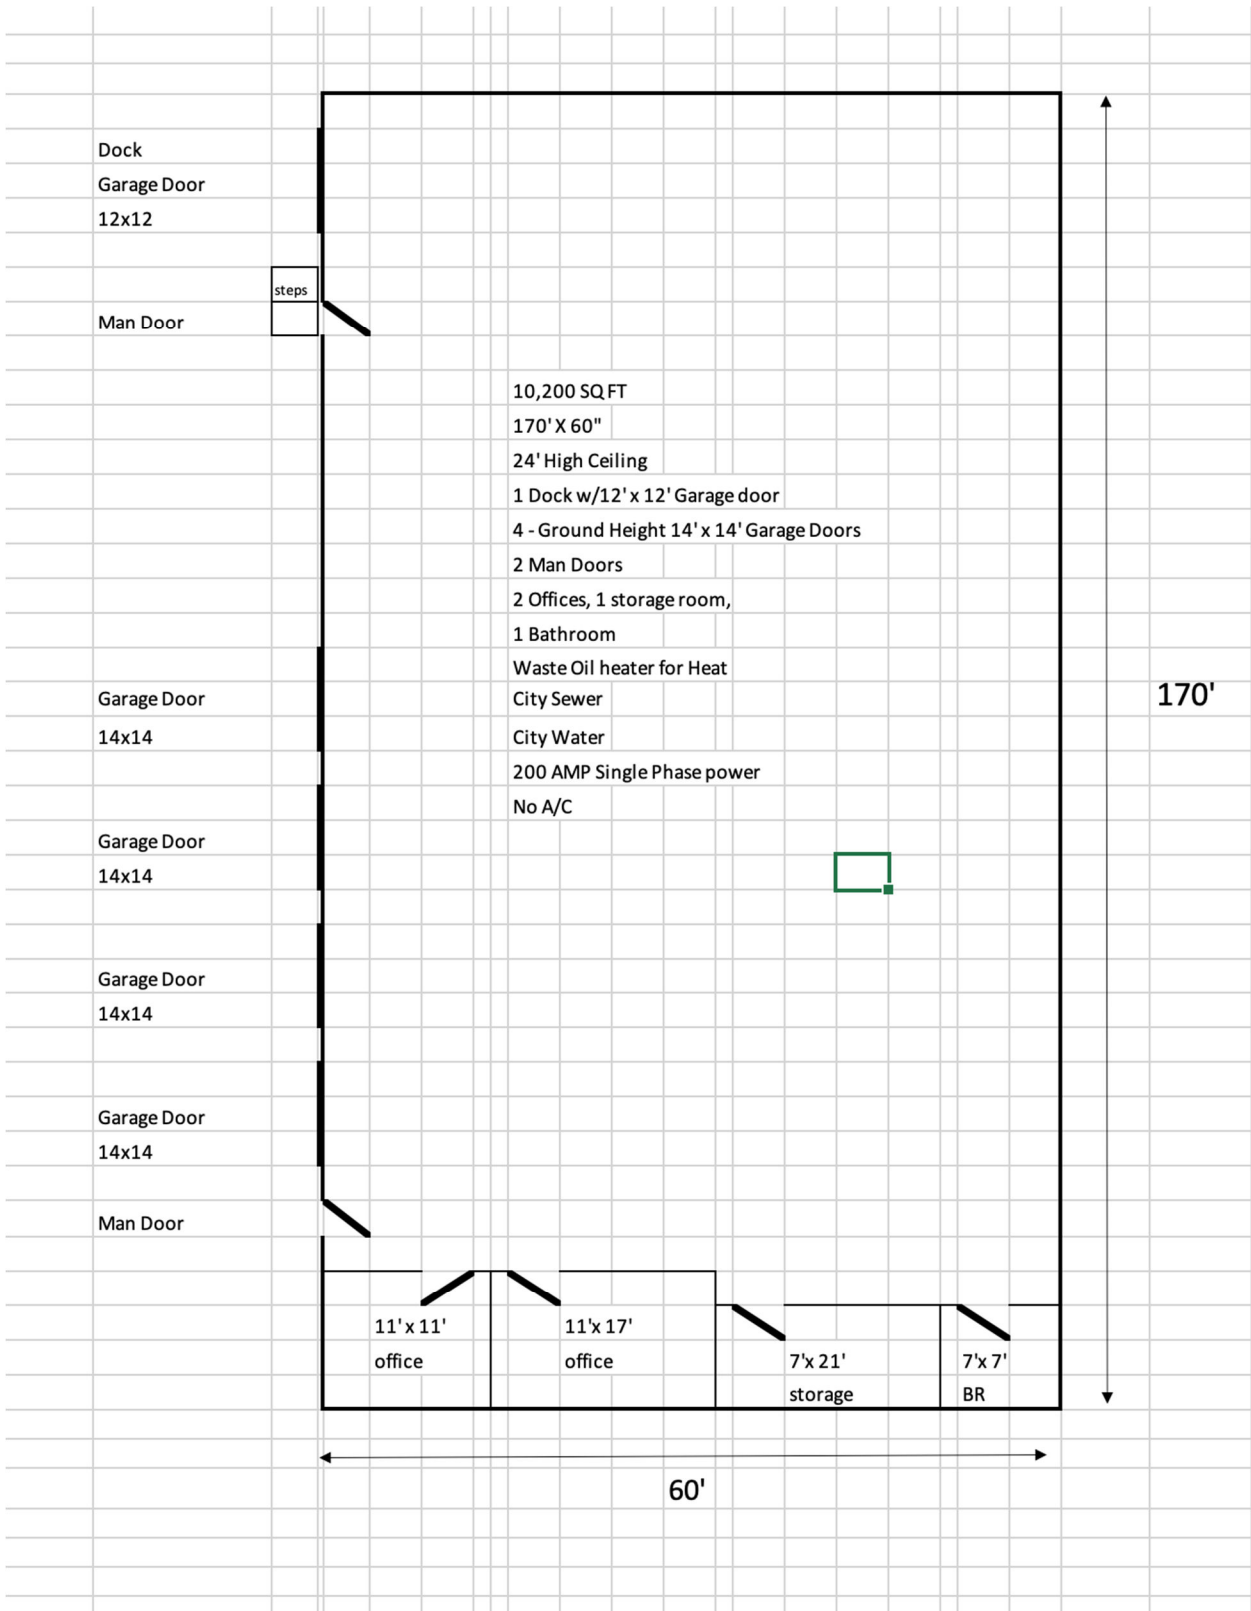 Dock
Garage Door
12x12
steps
Man Door
10,200 SQ FT
170' X 60"
24' High Ceiling
1 Dock w/12' x 12' Garage door
4 - Ground Height 14' x 14' Garage Doors
2 Man Doors
2 Offices, 1 storage room,
1 Bathroom
Waste Oil heater for Heat
City Sewer
City Water
200 AMP Single Phase power
No A/C
Garage Door
14x14
170'
Garage Door
14x14
Garage Door
14x14
Garage Door
14x14
Man Door
11' x 11'
office
11'x 17'
office
7'x 21'
storage
7'x 7'
BR
60'